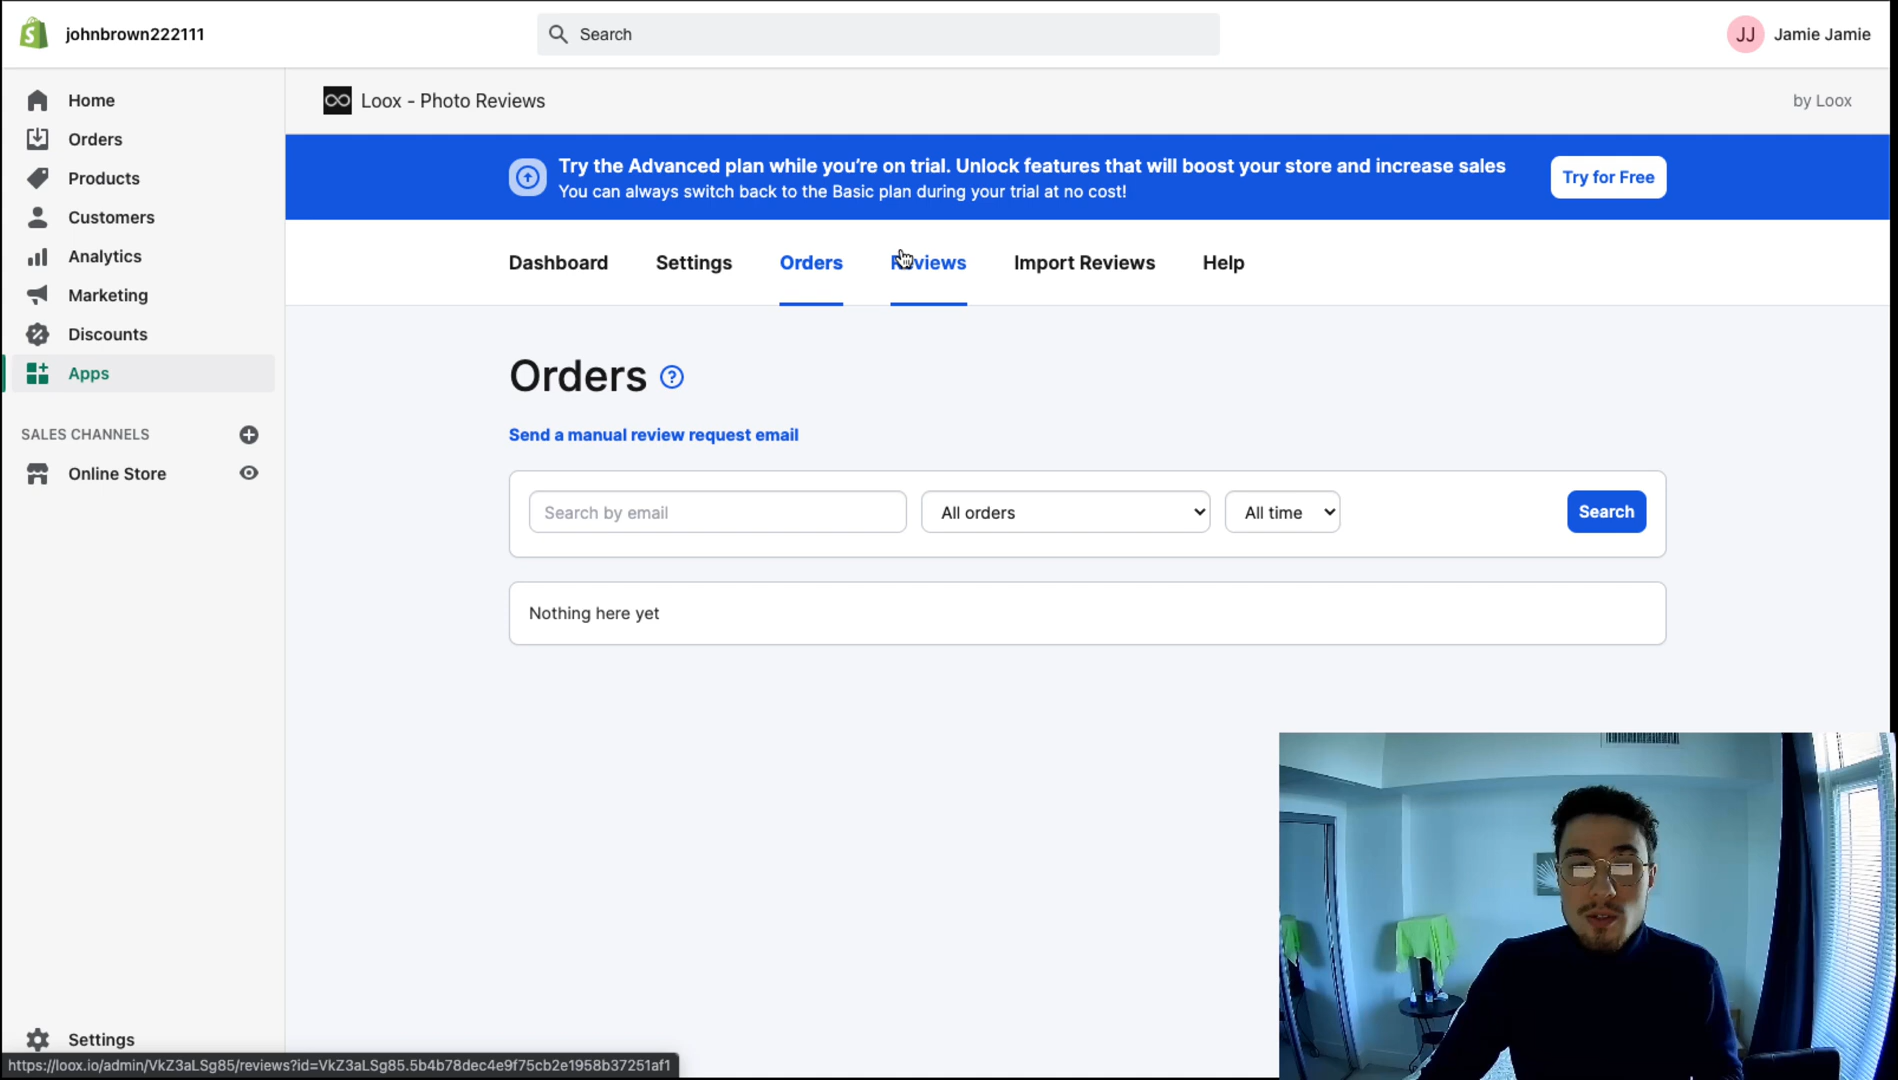 johnbrown222111
Search
JJ Jamie Jamie
Home
Orders
Products
Customers
Analytics
Marketing
Discounts
Apps
SALES CHANNELS
Online Store
Settings
Loox - Photo Reviews
by Loox
Try the Advanced plan while you're on trial. Unlock features that will boost your store and increase sales
You can always switch back to the Basic plan during your trial at no cost!
Try for Free
Dashboard Settings Orders Reviews Import Reviews Help
Orders ?
Send a manual review request email
Search by email All orders All time Search
Nothing here yet
https://loox.io/admin/VkZ3aLSg85/reviews?id=VkZ3aLSg85.5b4b78dec4e9f75cb2e1958b37251af1